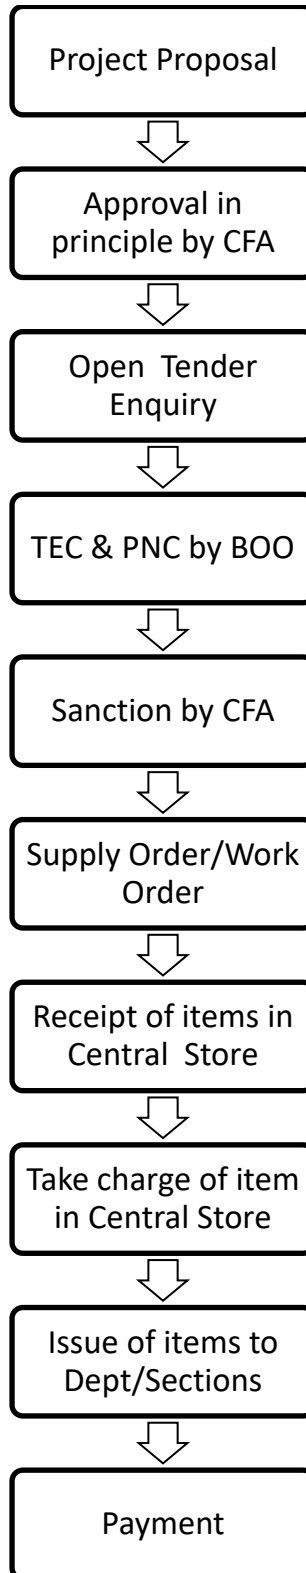 Project Proposal
Approval in
principle by CFA
Open Tender
Enquiry
TEC & PNC by BOO
Sanction by CFA
Supply Order/Work
Order
Receipt of items in
Central Store
Take charge of item
in Central Store
Issue of items to
Dept/Sections
Payment